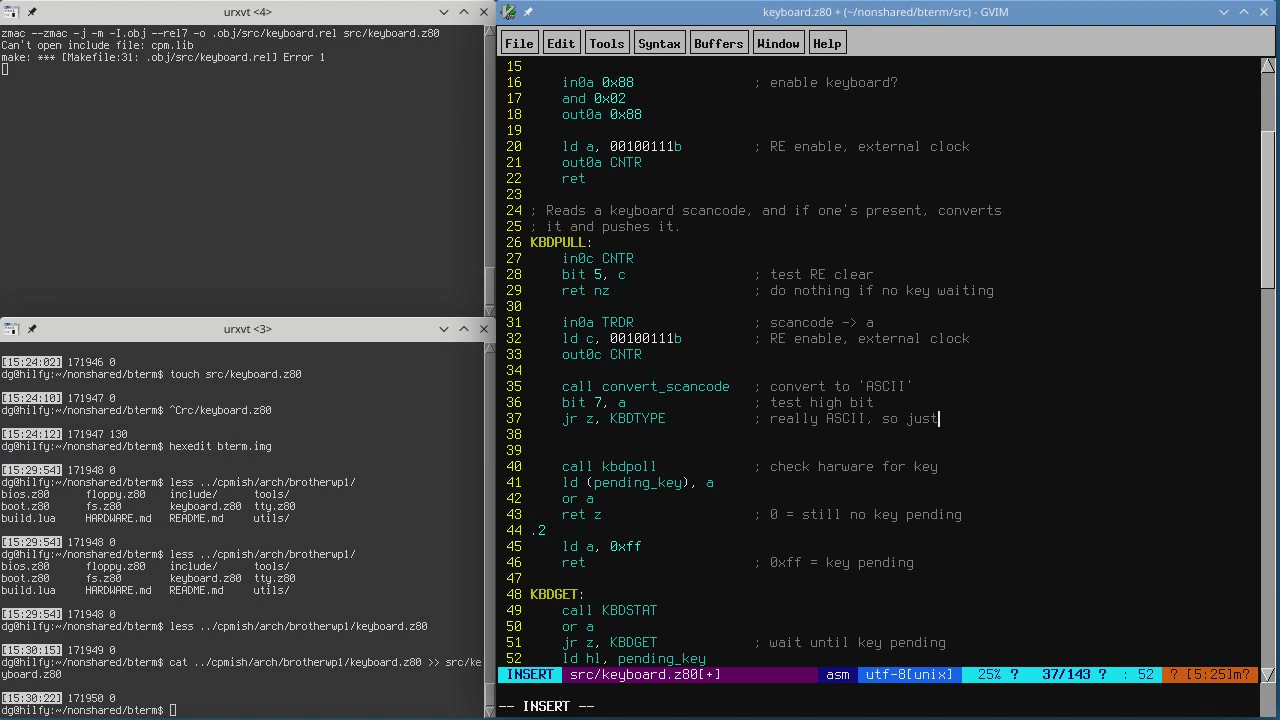 urxvt <4>
zmac --zmac -j -m -I.obj --rel7 -o .obj/src/keyboard.rel src/keyboard.z80
Can't open include file: cpm.lib
make: *** [Makefile:31: .obj/src/keyboard.rel] Error 1
urxvt <3>
[15:24:02] 171946 0
dg@hilfy:~/nonshared/bterm$ touch src/keyboard.z80
[15:24:10] 171947 0
dg@hilfy:~/nonshared/bterm$ ^Crc/keyboard.z80
[15:24:12] 171947 130
dg@hilfy:~/nonshared/bterm$ hexedit bterm.img
[15:29:54] 171948 0
dg@hilfy:~/nonshared/bterm$ less ../cpmish/arch/brotherwp1/
bios.z80 floppy.z80 include/ tools/
boot.z80 fs.z80 keyboard.z80 tty.z80
build.lua HARDWARE.md README.md utils/
[15:29:54] 171948 0
dg@hilfy:~/nonshared/bterm$ less ../cpmish/arch/brotherwp1/
bios.z80 floppy.z80 include/ tools/
boot.z80 fs.z80 keyboard.z80 tty.z80
build.lua HARDWARE.md README.md utils/
[15:29:54] 171948 0
dg@hilfy:~/nonshared/bterm$ less ../cpmish/arch/brotherwp1/keyboard.z80
[15:30:15] 171949 0
dg@hilfy:~/nonshared/bterm$ cat ../cpmish/arch/brotherwp1/keyboard.z80 >> src/ke
yboard.z80
[15:30:22] 171950 0
dg@hilfy:~/nonshared/bterm$
keyboard.z80 + (~/nonshared/bterm/src) - GVIM
File Edit Tools Syntax Buffers Window Help
15
16 in0a 0x88 ; enable keyboard?
17 and 0x02
18 out0a 0x88
19
20 ld a, 00100111b ; RE enable, external clock
21 out0a CNTR
22 ret
23
24 ; Reads a keyboard scancode, and if one's present, converts
25 ; it and pushes it.
26 KBDPULL:
27 in0c CNTR
28 bit 5, c ; test RE clear
29 ret nz ; do nothing if no key waiting
30
31 in0a TRDR ; scancode -> a
32 ld c, 00100111b ; RE enable, external clock
33 out0c CNTR
34
35 call convert_scancode ; convert to 'ASCII'
36 bit 7, a ; test high bit
37 jr z, KBDTYPE ; really ASCII, so just
38
39
40 call kbdpoll ; check harware for key
41 ld (pending_key), a
42 or a
43 ret z ; 0 = still no key pending
44 .2
45 ld a, 0xff
46 ret ; 0xff = key pending
47
48 KBDGET:
49 call KBDSTAT
50 or a
51 jr z, KBDGET ; wait until key pending
52 ld hl, pending_key
INSERT src/keyboard.z80[+] asm utf-8[unix] 25% ? 37/143 ? : 52 ? [5:25]m?
-- INSERT --